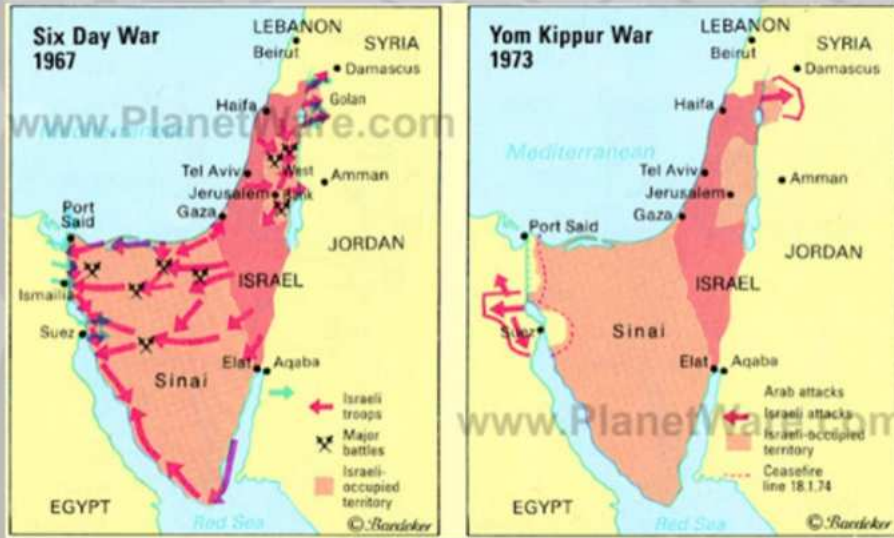 Six Day War
1967
LEBANON
Beirut
SYRIA
Damascus
Golan
Haifa
www.PlanetWare.com
Tel Aviv
West
Jerusalem
Bank
Amman
Gaza
Port
Said
JORDAN
ISRAEL
Ismailia
Suez
Sinai
Elat
Aqaba
Israeli
troops
Major
battles
Israeli-
occupied
territory
EGYPT
Red Sea
© Baedeker
Yom Kippur War
1973
LEBANON
Beirut
SYRIA
Damascus
Haifa
Mediterranean
Tel Aviv
Jerusalem
Amman
Gaza
Port Said
JORDAN
ISRAEL
Suez
Sinai
Elat
Aqaba
Arab attacks
www.PlanetWare.com
Israeli attacks
Israeli-occupied
territory
Ceasefire
line 18.1.74
EGYPT
Red Sea
© Baedeker